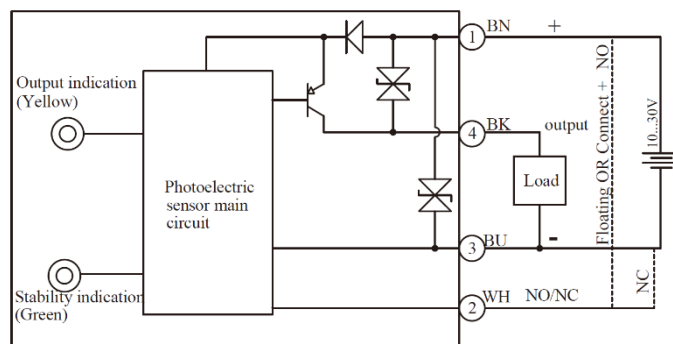 1 BN +
Output indication
(Yellow)
4 BK output
Photoelectric
sensor main
circuit
Load
Floating OR Connect + NO
10...30V
3 BU -
Stability indication
(Green)
2 WH NO/NC
NC